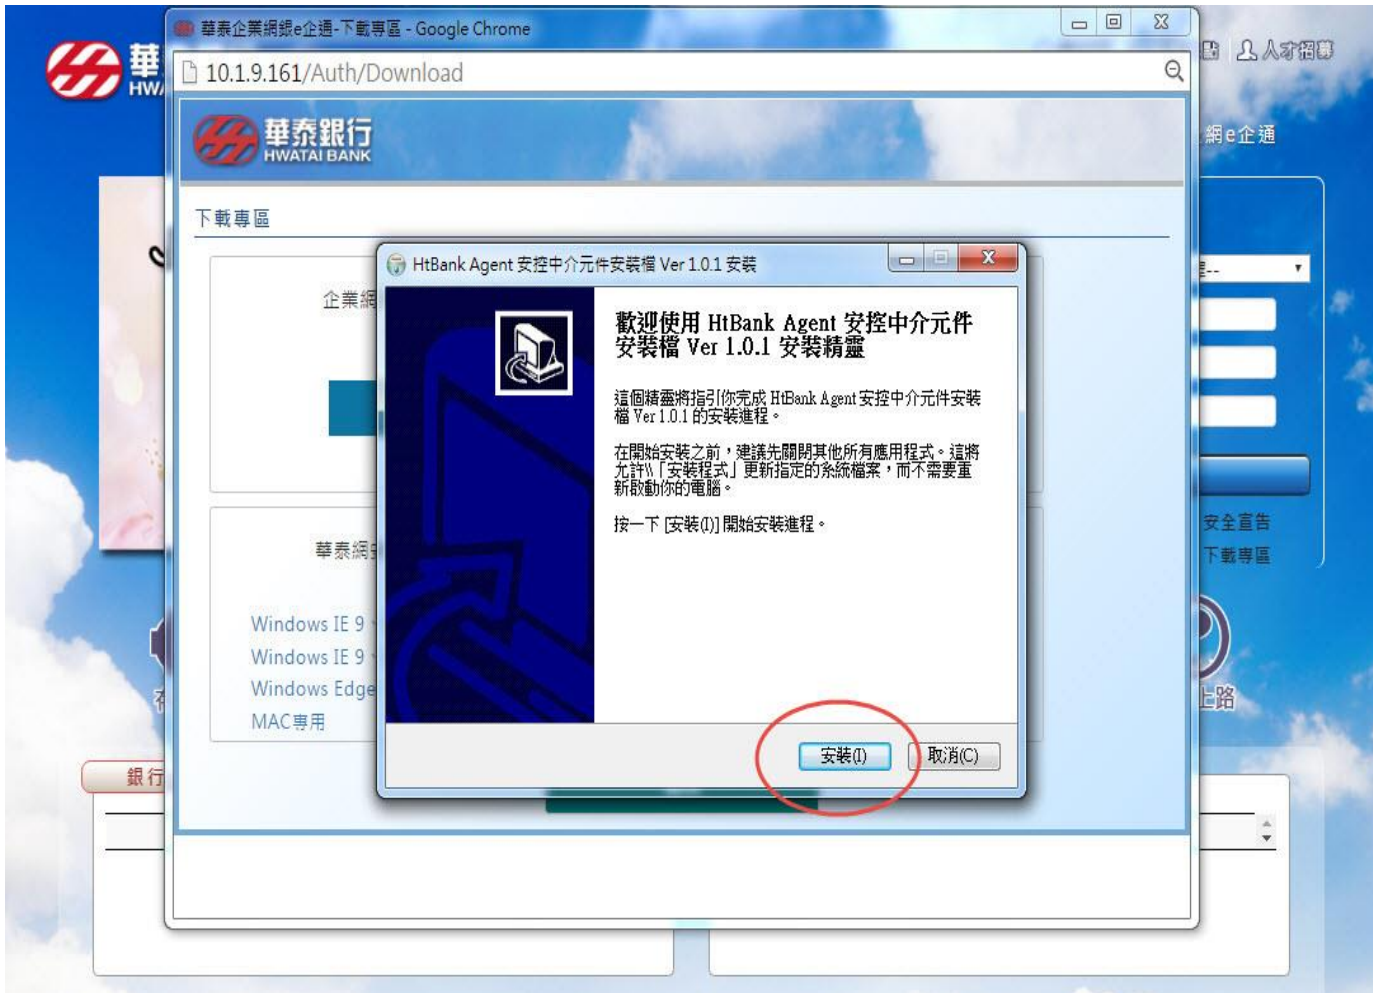 華泰企業網銀e企通-下載專區 - Google Chrome
人才招募
華
HWA
10.1.9.161/Auth/Download
華泰銀行
HWATAI BANK
網e企通
下載專區
HtBank Agent 安控中介元件安裝檔 Ver 1.0.1 安裝
企業網
歡迎使用 HtBank Agent 安控中介元件
安裝檔 Ver 1.0.1 安裝精靈
這個精靈將指引你完成 HtBank Agent 安控中介元件安裝
檔 Ver 1.0.1 的安裝進程。
在開始安裝之前，建議先關閉其他所有應用程式。這將
允許\\「安裝程式」更新指定的系統檔案，而不需要重
新啟動你的電腦。
按一下 [安裝(I)] 開始安裝進程。
安全宣告
下載專區
華泰網
Windows IE 9
Windows IE 9
Windows Edge
MAC專用
存
上路
安裝(I)
取消(C)
銀行